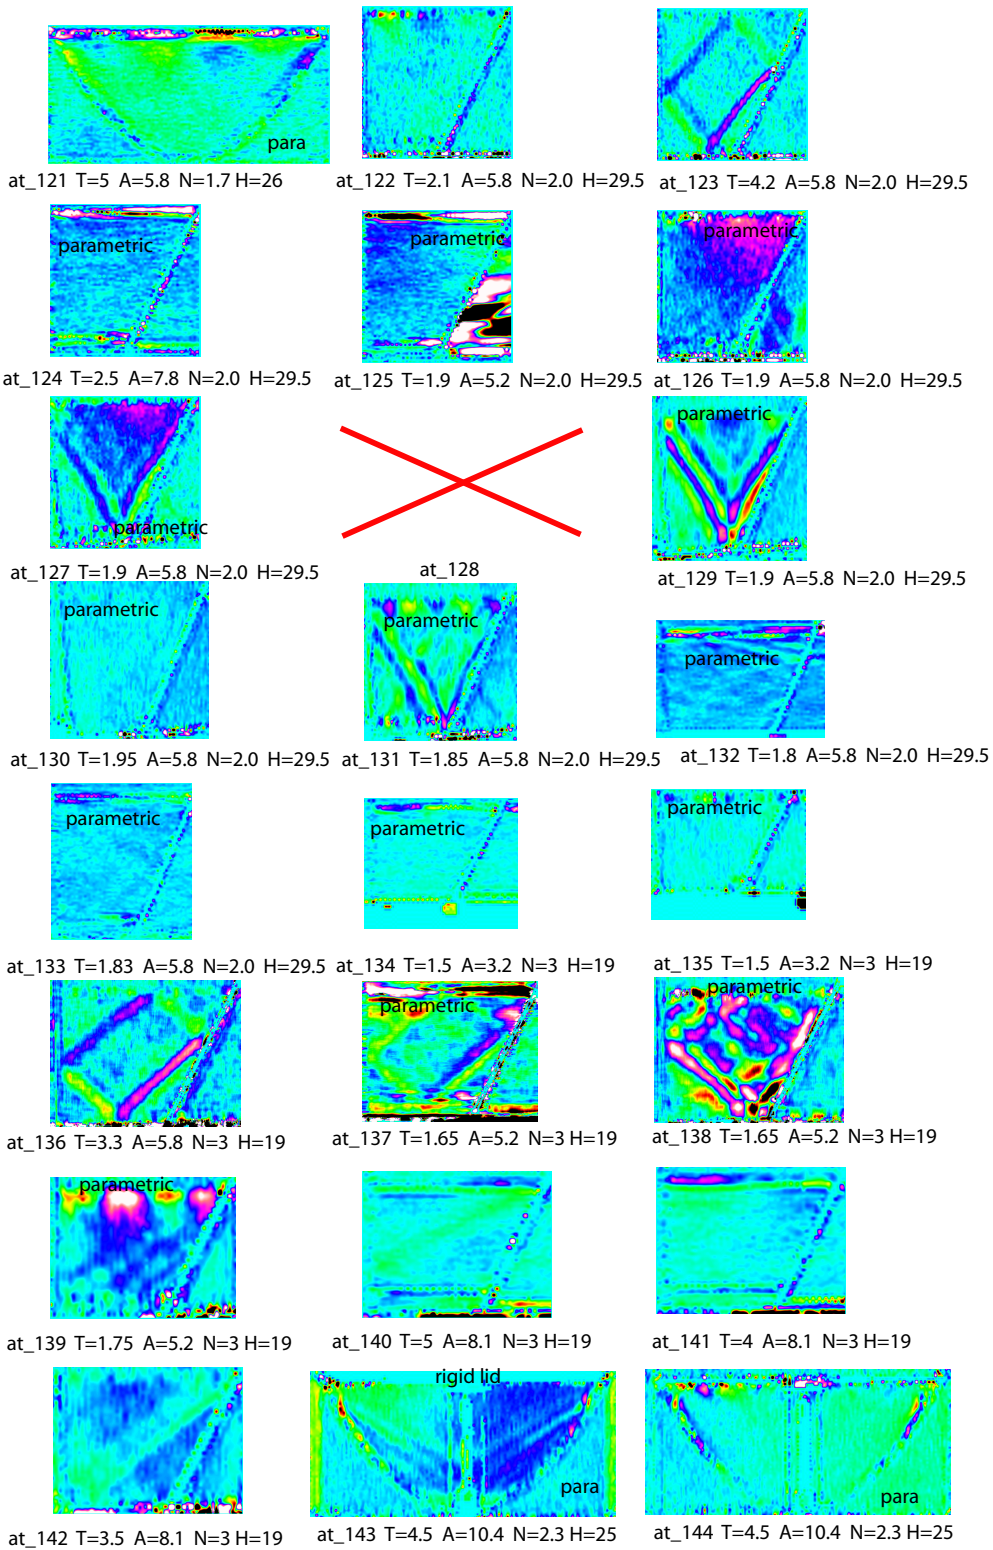 para
at_121 T=5 A=5.8 N=1.7 H=26
at_122 T=2.1 A=5.8 N=2.0 H=29.5
at_123 T=4.2 A=5.8 N=2.0 H=29.5
parametric
parametric
parametric
at_124 T=2.5 A=7.8 N=2.0 H=29.5
at_125 T=1.9 A=5.2 N=2.0 H=29.5
at_126 T=1.9 A=5.8 N=2.0 H=29.5
parametric
parametric
at_127 T=1.9 A=5.8 N=2.0 H=29.5
at_128
at_129 T=1.9 A=5.8 N=2.0 H=29.5
parametric
parametric
parametric
at_130 T=1.95 A=5.8 N=2.0 H=29.5
at_131 T=1.85 A=5.8 N=2.0 H=29.5
at_132 T=1.8 A=5.8 N=2.0 H=29.5
parametric
parametric
parametric
at_133 T=1.83 A=5.8 N=2.0 H=29.5
at_134 T=1.5 A=3.2 N=3 H=19
at_135 T=1.5 A=3.2 N=3 H=19
parametric
parametric
at_136 T=3.3 A=5.8 N=3 H=19
at_137 T=1.65 A=5.2 N=3 H=19
at_138 T=1.65 A=5.2 N=3 H=19
parametric
at_139 T=1.75 A=5.2 N=3 H=19
at_140 T=5 A=8.1 N=3 H=19
at_141 T=4 A=8.1 N=3 H=19
rigid lid
para
para
at_142 T=3.5 A=8.1 N=3 H=19
at_143 T=4.5 A=10.4 N=2.3 H=25
at_144 T=4.5 A=10.4 N=2.3 H=25